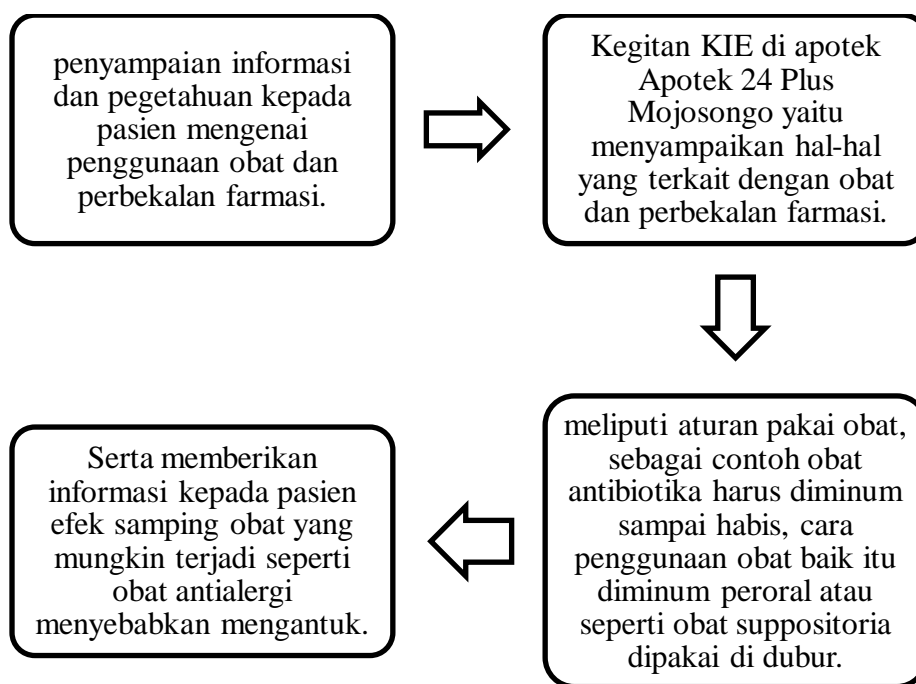 penyampaian informasi
dan pegetahuan kepada
pasien mengenai
penggunaan obat dan
perbekalan farmasi.
Kegitan KIE di apotek
Apotek 24 Plus
Mojosongo yaitu
menyampaikan hal-hal
yang terkait dengan obat
dan perbekalan farmasi.
meliputi aturan pakai obat,
sebagai contoh obat
antibiotika harus diminum
sampai habis, cara
penggunaan obat baik itu
diminum peroral atau
seperti obat suppositoria
dipakai di dubur.
Serta memberikan
informasi kepada pasien
efek samping obat yang
mungkin terjadi seperti
obat antialergi
menyebabkan mengantuk.